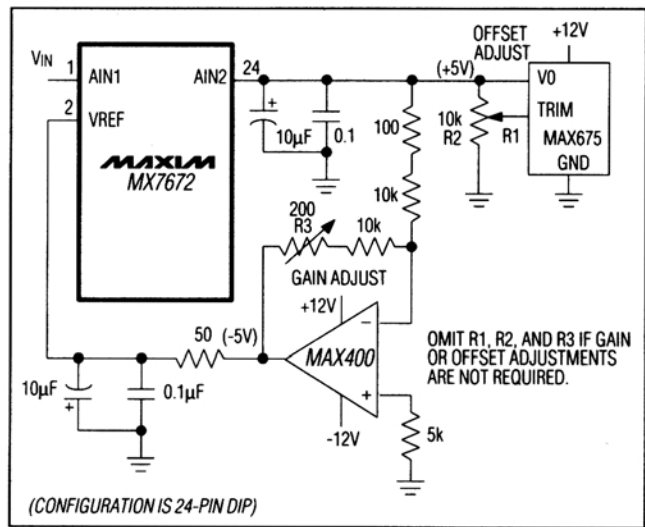 OFFSET
ADJUST
+12V
VIN
1
AIN1
AIN2
24
(+5V)
V0
2
VREF
TRIM
10k
R2
R1
MAX675
GND
100
10µF
+
0.1
MAXIM
MX7672
10k
200
R3
10k
GAIN ADJUST
+12V
−
50
(-5V)
MAX400
OMIT R1, R2, AND R3 IF GAIN
OR OFFSET ADJUSTMENTS
ARE NOT REQUIRED.
10µF
+
0.1µF
+
-12V
5k
(CONFIGURATION IS 24-PIN DIP)